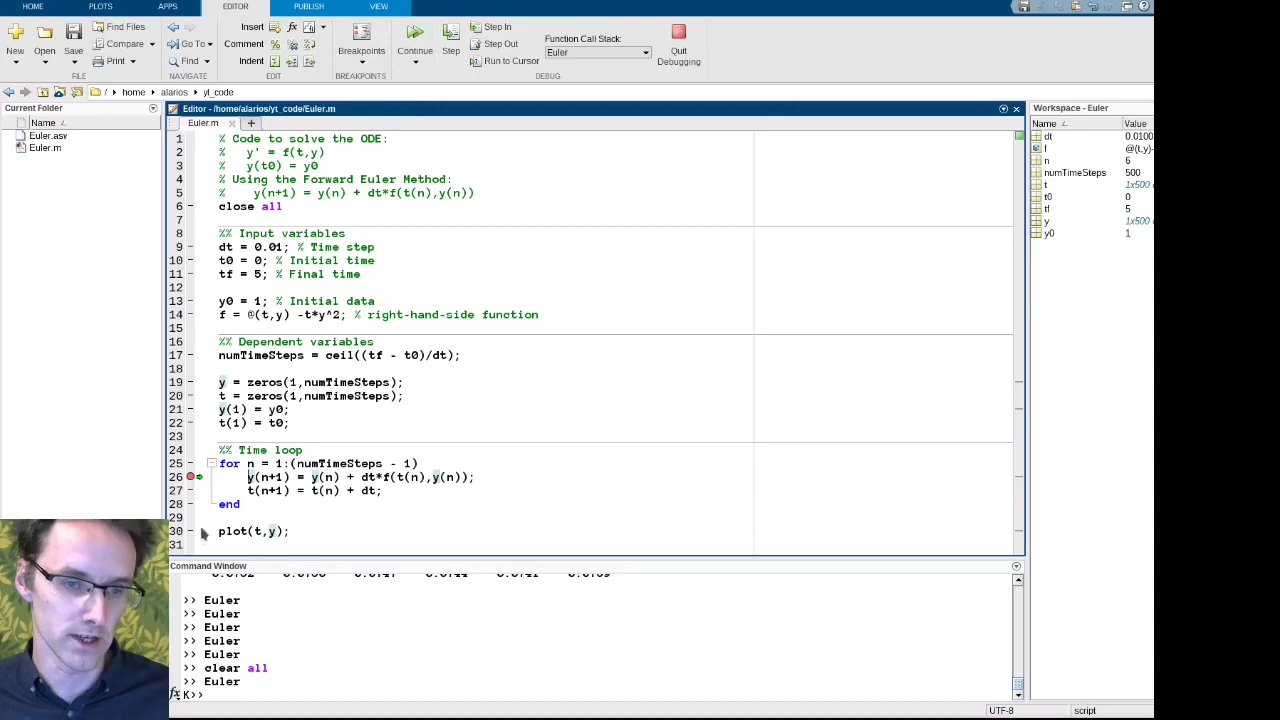 HOME PLOTS APPS EDITOR PUBLISH VIEW
New
Open
Save
Find Files
Compare
Print
FILE
Go To
Find
NAVIGATE
Insert fx
Comment
Indent
EDIT
Breakpoints
BREAKPOINTS
Continue
Step
Step In
Step Out
Run to Cursor
Function Call Stack:
Euler
DEBUG
Quit
Debugging
/ home alarios yt_code
Current Folder
Name
Euler.asv
Euler.m
Editor - /home/alarios/yt_code/Euler.m
Euler.m
1 % Code to solve the ODE:
2 % y' = f(t,y)
3 % y(t0) = y0
4 % Using the Forward Euler Method:
5 % y(n+1) = y(n) + dt*f(t(n),y(n))
6 close all
7
8 %% Input variables
9 dt = 0.01; % Time step
10 t0 = 0; % Initial time
11 tf = 5; % Final time
12
13 y0 = 1; % Initial data
14 f = @(t,y) -t*y^2; % right-hand-side function
15
16 %% Dependent variables
17 numTimeSteps = ceil((tf - t0)/dt);
18
19 y = zeros(1,numTimeSteps);
20 t = zeros(1,numTimeSteps);
21 y(1) = y0;
22 t(1) = t0;
23
24 %% Time loop
25 for n = 1:(numTimeSteps - 1)
26 y(n+1) = y(n) + dt*f(t(n),y(n));
27 t(n+1) = t(n) + dt;
28 end
29
30 plot(t,y);
31
Command Window
>> Euler
>> Euler
>> Euler
>> Euler
>> Euler
>> clear all
>> Euler
fx K>>
Workspace - Euler
Name Value
dt 0.0100
f @(t,y)-
n 6
numTimeSteps 500
t 1x500
t0 0
tf 5
y 1x500
y0 1
UTF-8 script